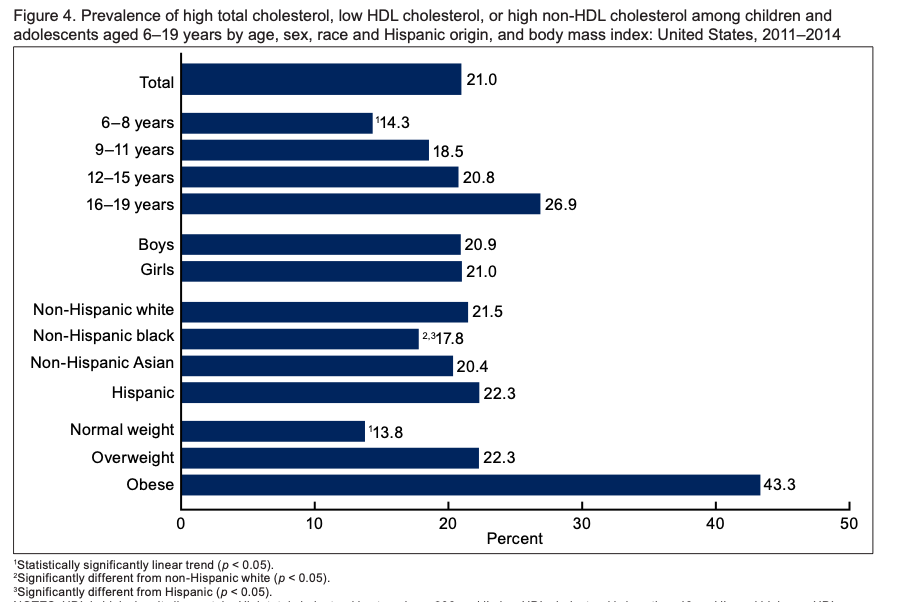 Figure 4. Prevalence of high total cholesterol, low HDL cholesterol, or high non-HDL cholesterol among children and
adolescents aged 6–19 years by age, sex, race and Hispanic origin, and body mass index: United States, 2011–2014
Total 21.0
6–8 years ¹14.3
9–11 years 18.5
12–15 years 20.8
16–19 years 26.9
Boys 20.9
Girls 21.0
Non-Hispanic white 21.5
Non-Hispanic black ²,³17.8
Non-Hispanic Asian 20.4
Hispanic 22.3
Normal weight ¹13.8
Overweight 22.3
Obese 43.3
0 10 20 30 40 50
Percent
¹Statistically significantly linear trend (p < 0.05).
²Significantly different from non-Hispanic white (p < 0.05).
³Significantly different from Hispanic (p < 0.05).